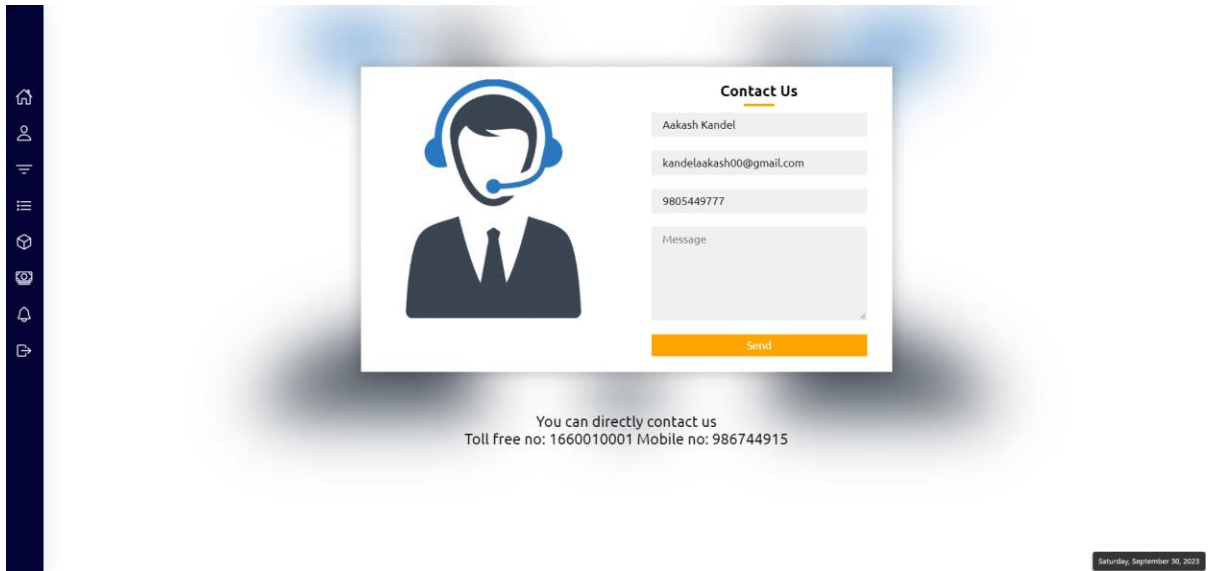 Contact Us
Aakash Kandel
kandelaakash00@gmail.com
9805449777
Message
Send
You can directly contact us
Toll free no: 1660010001 Mobile no: 986744915
Saturday, September 30, 2023